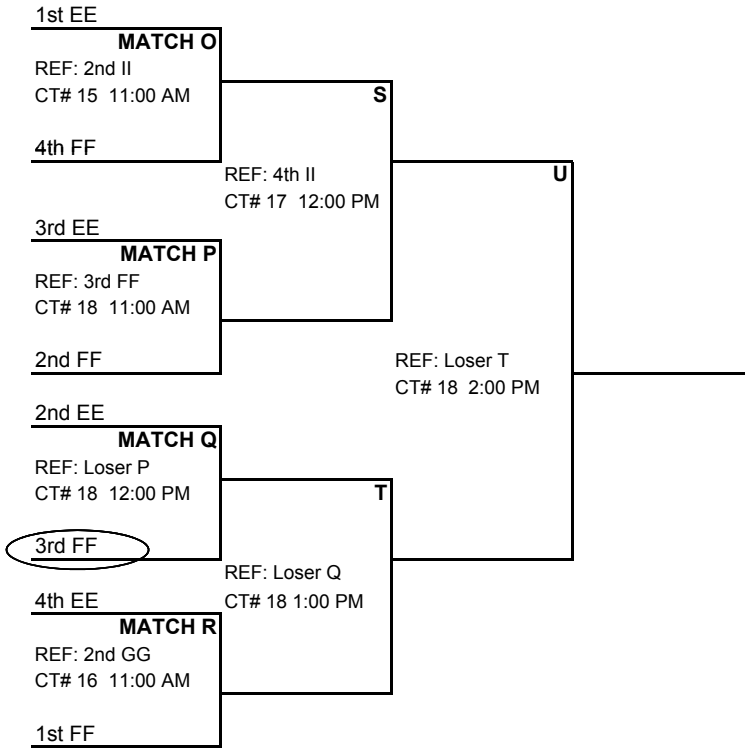 1st EE
MATCH O
REF: 2nd II
CT# 15  11:00 AM
4th FF
S
REF: 4th II
CT# 17  12:00 PM
3rd EE
MATCH P
REF: 3rd FF
CT# 18  11:00 AM
2nd FF
U
REF: Loser T
CT# 18  2:00 PM
2nd EE
MATCH Q
REF: Loser P
CT# 18  12:00 PM
3rd FF
T
REF: Loser Q
CT# 18 1:00 PM
4th EE
MATCH R
REF: 2nd GG
CT# 16  11:00 AM
1st FF